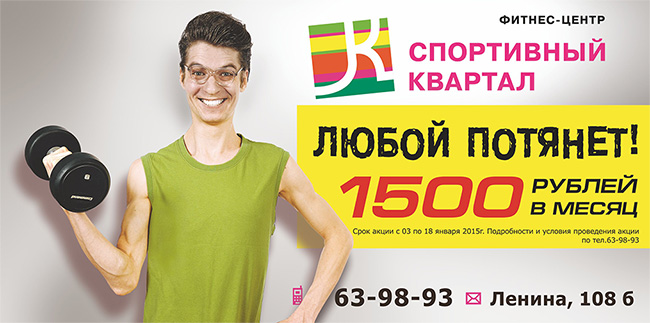 ФИТНЕС-ЦЕНТР
СПОРТИВНЫЙ
КВАРТАЛ
ЛЮБОЙ ПОТЯНЕТ!
1500 РУБЛЕЙ
В МЕСЯЦ
Срок акции с 03 по 18 января 2015г. Подробности и условия проведения акции
по тел.63-98-93
63-98-93 Ленина, 108 б